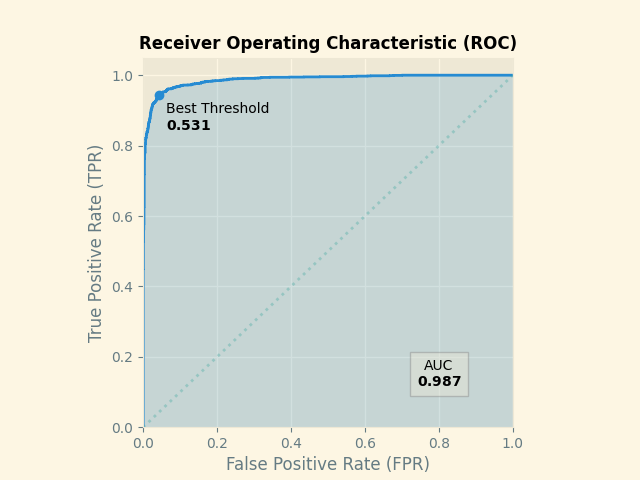 Receiver Operating Characteristic (ROC)
1.0
0.8
0.6
0.4
0.2
0.0
True Positive Rate (TPR)
Best Threshold
0.531
AUC
0.987
0.0 0.2 0.4 0.6 0.8 1.0
False Positive Rate (FPR)